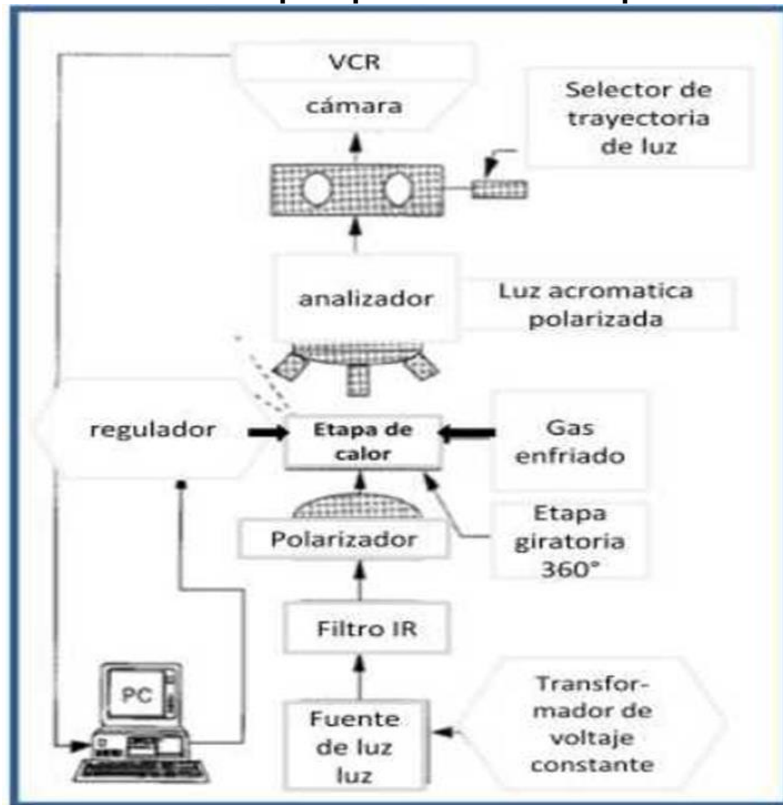 VCR
cámara
Selector de
trayectoria
de luz
analizador
Luz acromatica
polarizada
regulador
Etapa de
calor
Gas
enfriado
Polarizador
Etapa
giratoria
360°
Filtro IR
PC
Fuente
de luz
luz
Transfor-
mador de
voltaje
constante